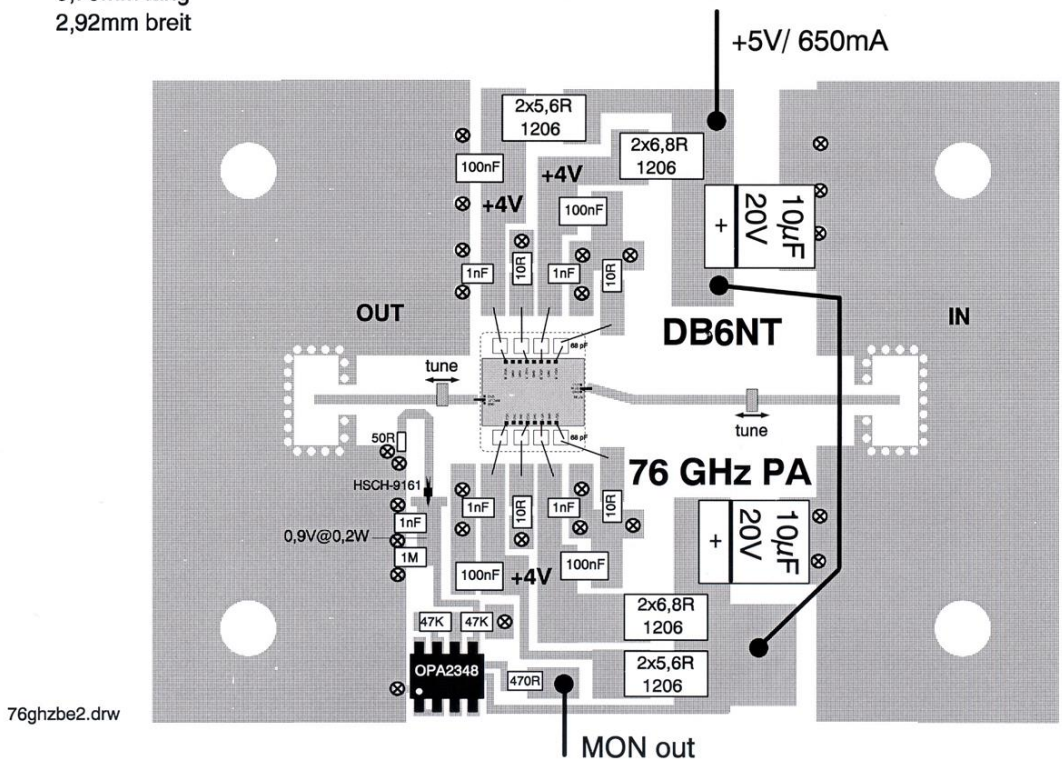 2,92mm breit
+5V/ 650mA
2x5,6R
1206
2x6,8R
1206
100nF
+4V
+4V
100nF
10µF
20V
+
1nF
10R
1nF
10R
OUT
DB6NT
IN
68 pF
tune
tune
50R
68 pF
76 GHz PA
HSCH-9161
1nF
10R
1nF
10R
10µF
20V
+
1nF
0,9V@0,2W
1M
100nF
+4V
100nF
47K
47K
2x6,8R
1206
OPA2348
470R
2x5,6R
1206
76ghzbe2.drw
MON out